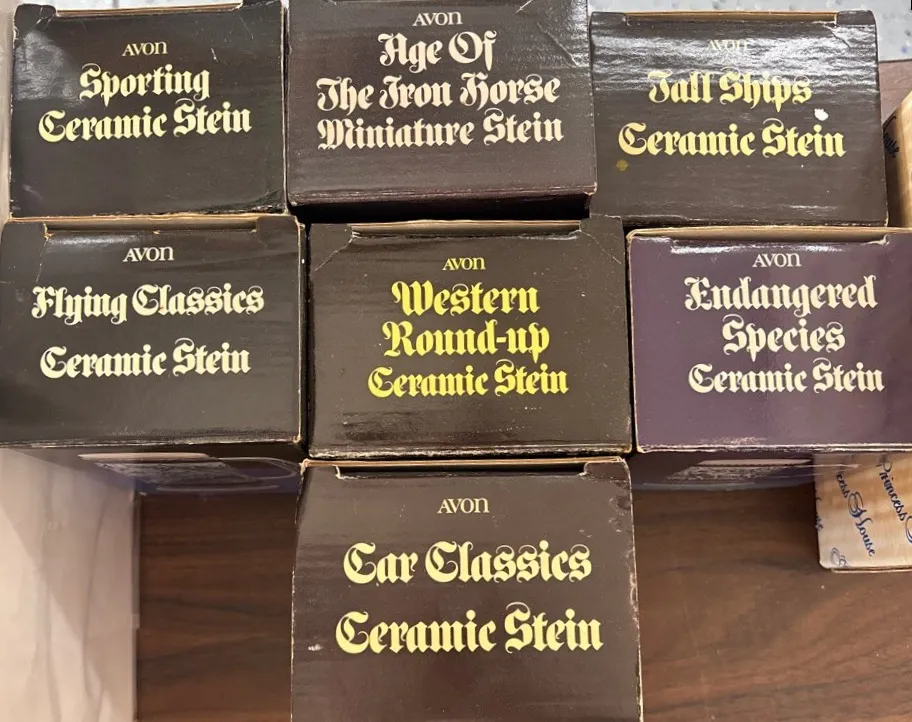 AVON
Sporting
Ceramic Stein
AVON
Age Of
The Iron Horse
Miniature Stein
AVON
Tall Ships
Ceramic Stein
AVON
Flying Classics
Ceramic Stein
AVON
Western
Round-up
Ceramic Stein
AVON
Endangered
Species
Ceramic Stein
AVON
Car Classics
Ceramic Stein
Princess
House